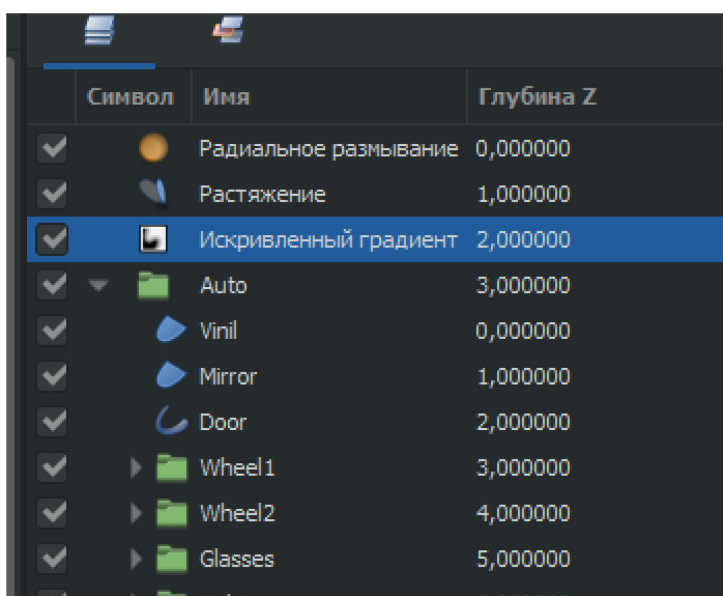 Символ Имя Глубина Z
Радиальное размывание 0,000000
Растяжение 1,000000
Искривленный градиент 2,000000
Auto 3,000000
Vinil 0,000000
Mirror 1,000000
Door 2,000000
Wheel1 3,000000
Wheel2 4,000000
Glasses 5,000000